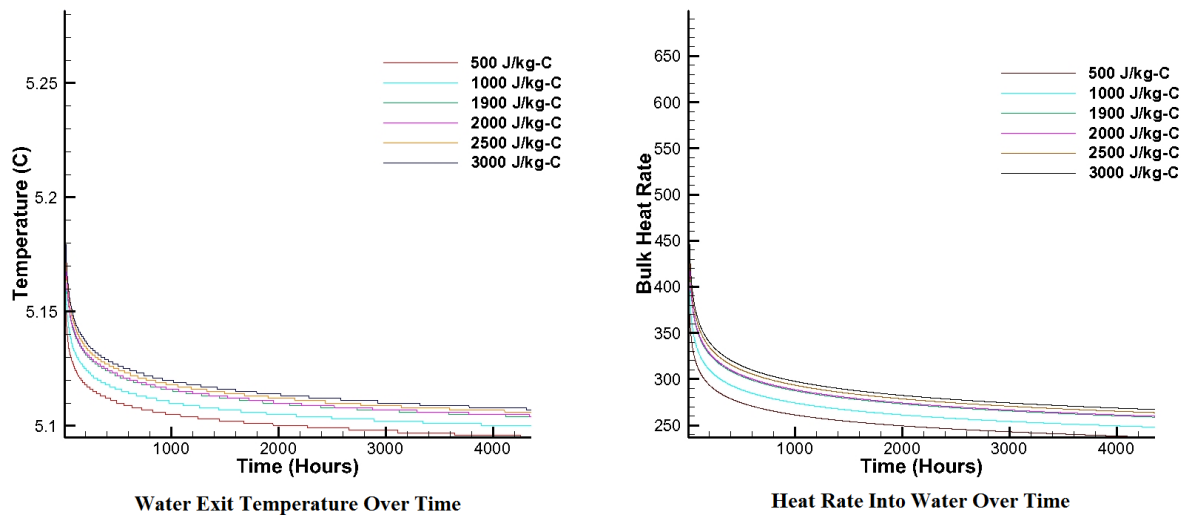 5.25
5.2
5.15
5.1
Temperature (C)
1000
2000
3000
4000
Time (Hours)
500 J/kg-C
1000 J/kg-C
1900 J/kg-C
2000 J/kg-C
2500 J/kg-C
3000 J/kg-C
Water Exit Temperature Over Time
650
600
550
500
450
400
350
300
250
Bulk Heat Rate
1000
2000
3000
4000
Time (Hours)
500 J/kg-C
1000 J/kg-C
1900 J/kg-C
2000 J/kg-C
2500 J/kg-C
3000 J/kg-C
Heat Rate Into Water Over Time